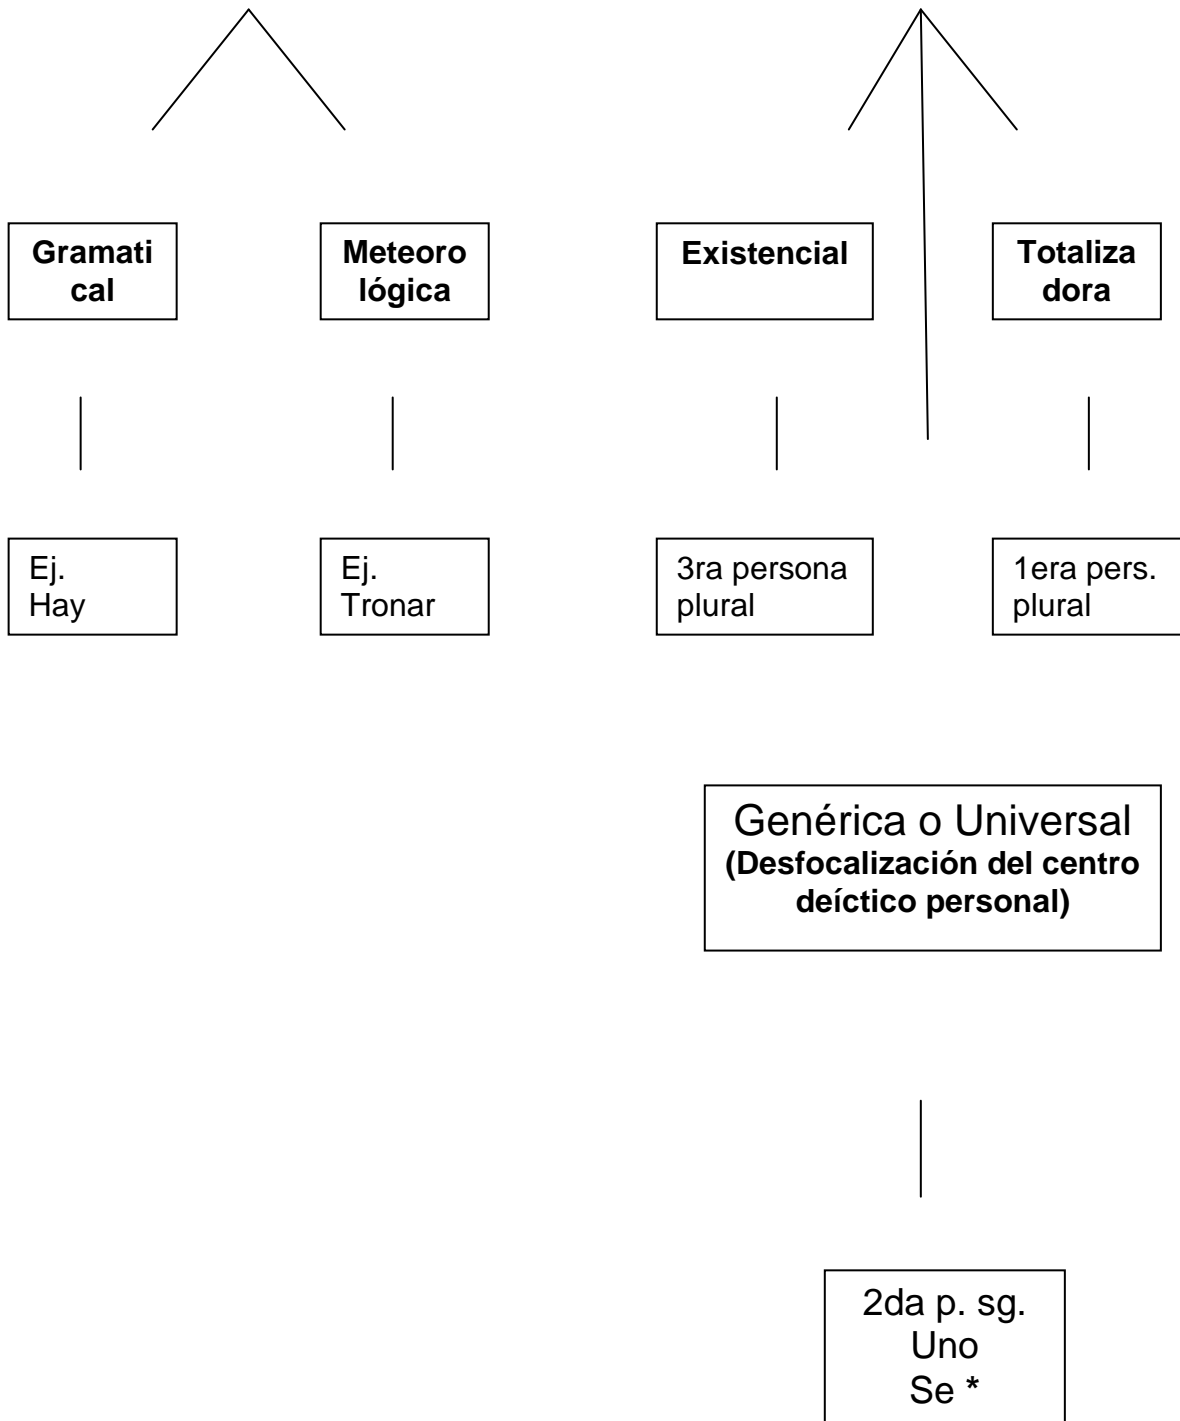 Gramati
cal
Meteoro
lógica
Existencial
Totaliza
dora
Ej.
Hay
Ej.
Tronar
3ra persona
plural
1era pers.
plural
Genérica o Universal
(Desfocalización del centro
deíctico personal)
2da p. sg.
Uno
Se *